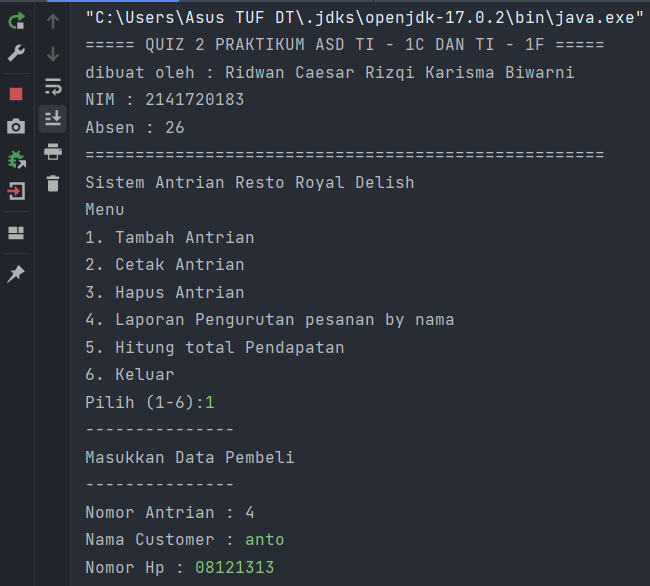 "C:\Users\Asus TUF DT\.jdks\openjdk-17.0.2\bin\java.exe"
===== QUIZ 2 PRAKTIKUM ASD TI - 1C DAN TI - 1F =====
dibuat oleh : Ridwan Caesar Rizqi Karisma Biwarni
NIM : 2141720183
Absen : 26
====================================================
Sistem Antrian Resto Royal Delish
Menu
1. Tambah Antrian
2. Cetak Antrian
3. Hapus Antrian
4. Laporan Pengurutan pesanan by nama
5. Hitung total Pendapatan
6. Keluar
Pilih (1-6):1
---------------
Masukkan Data Pembeli
---------------
Nomor Antrian : 4
Nama Customer : anto
Nomor Hp : 08121313